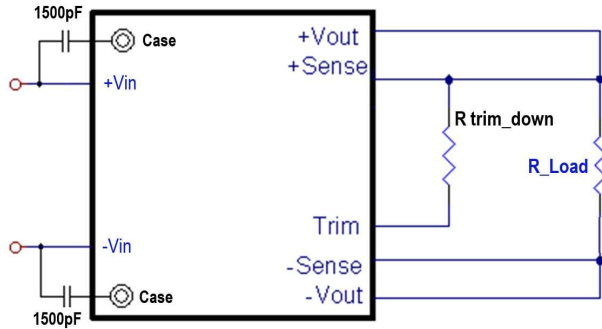 1500pF
Case
+Vout
+Sense
+Vin
R trim_down
R_Load
Trim
-Vin
-Sense
Case
-Vout
1500pF